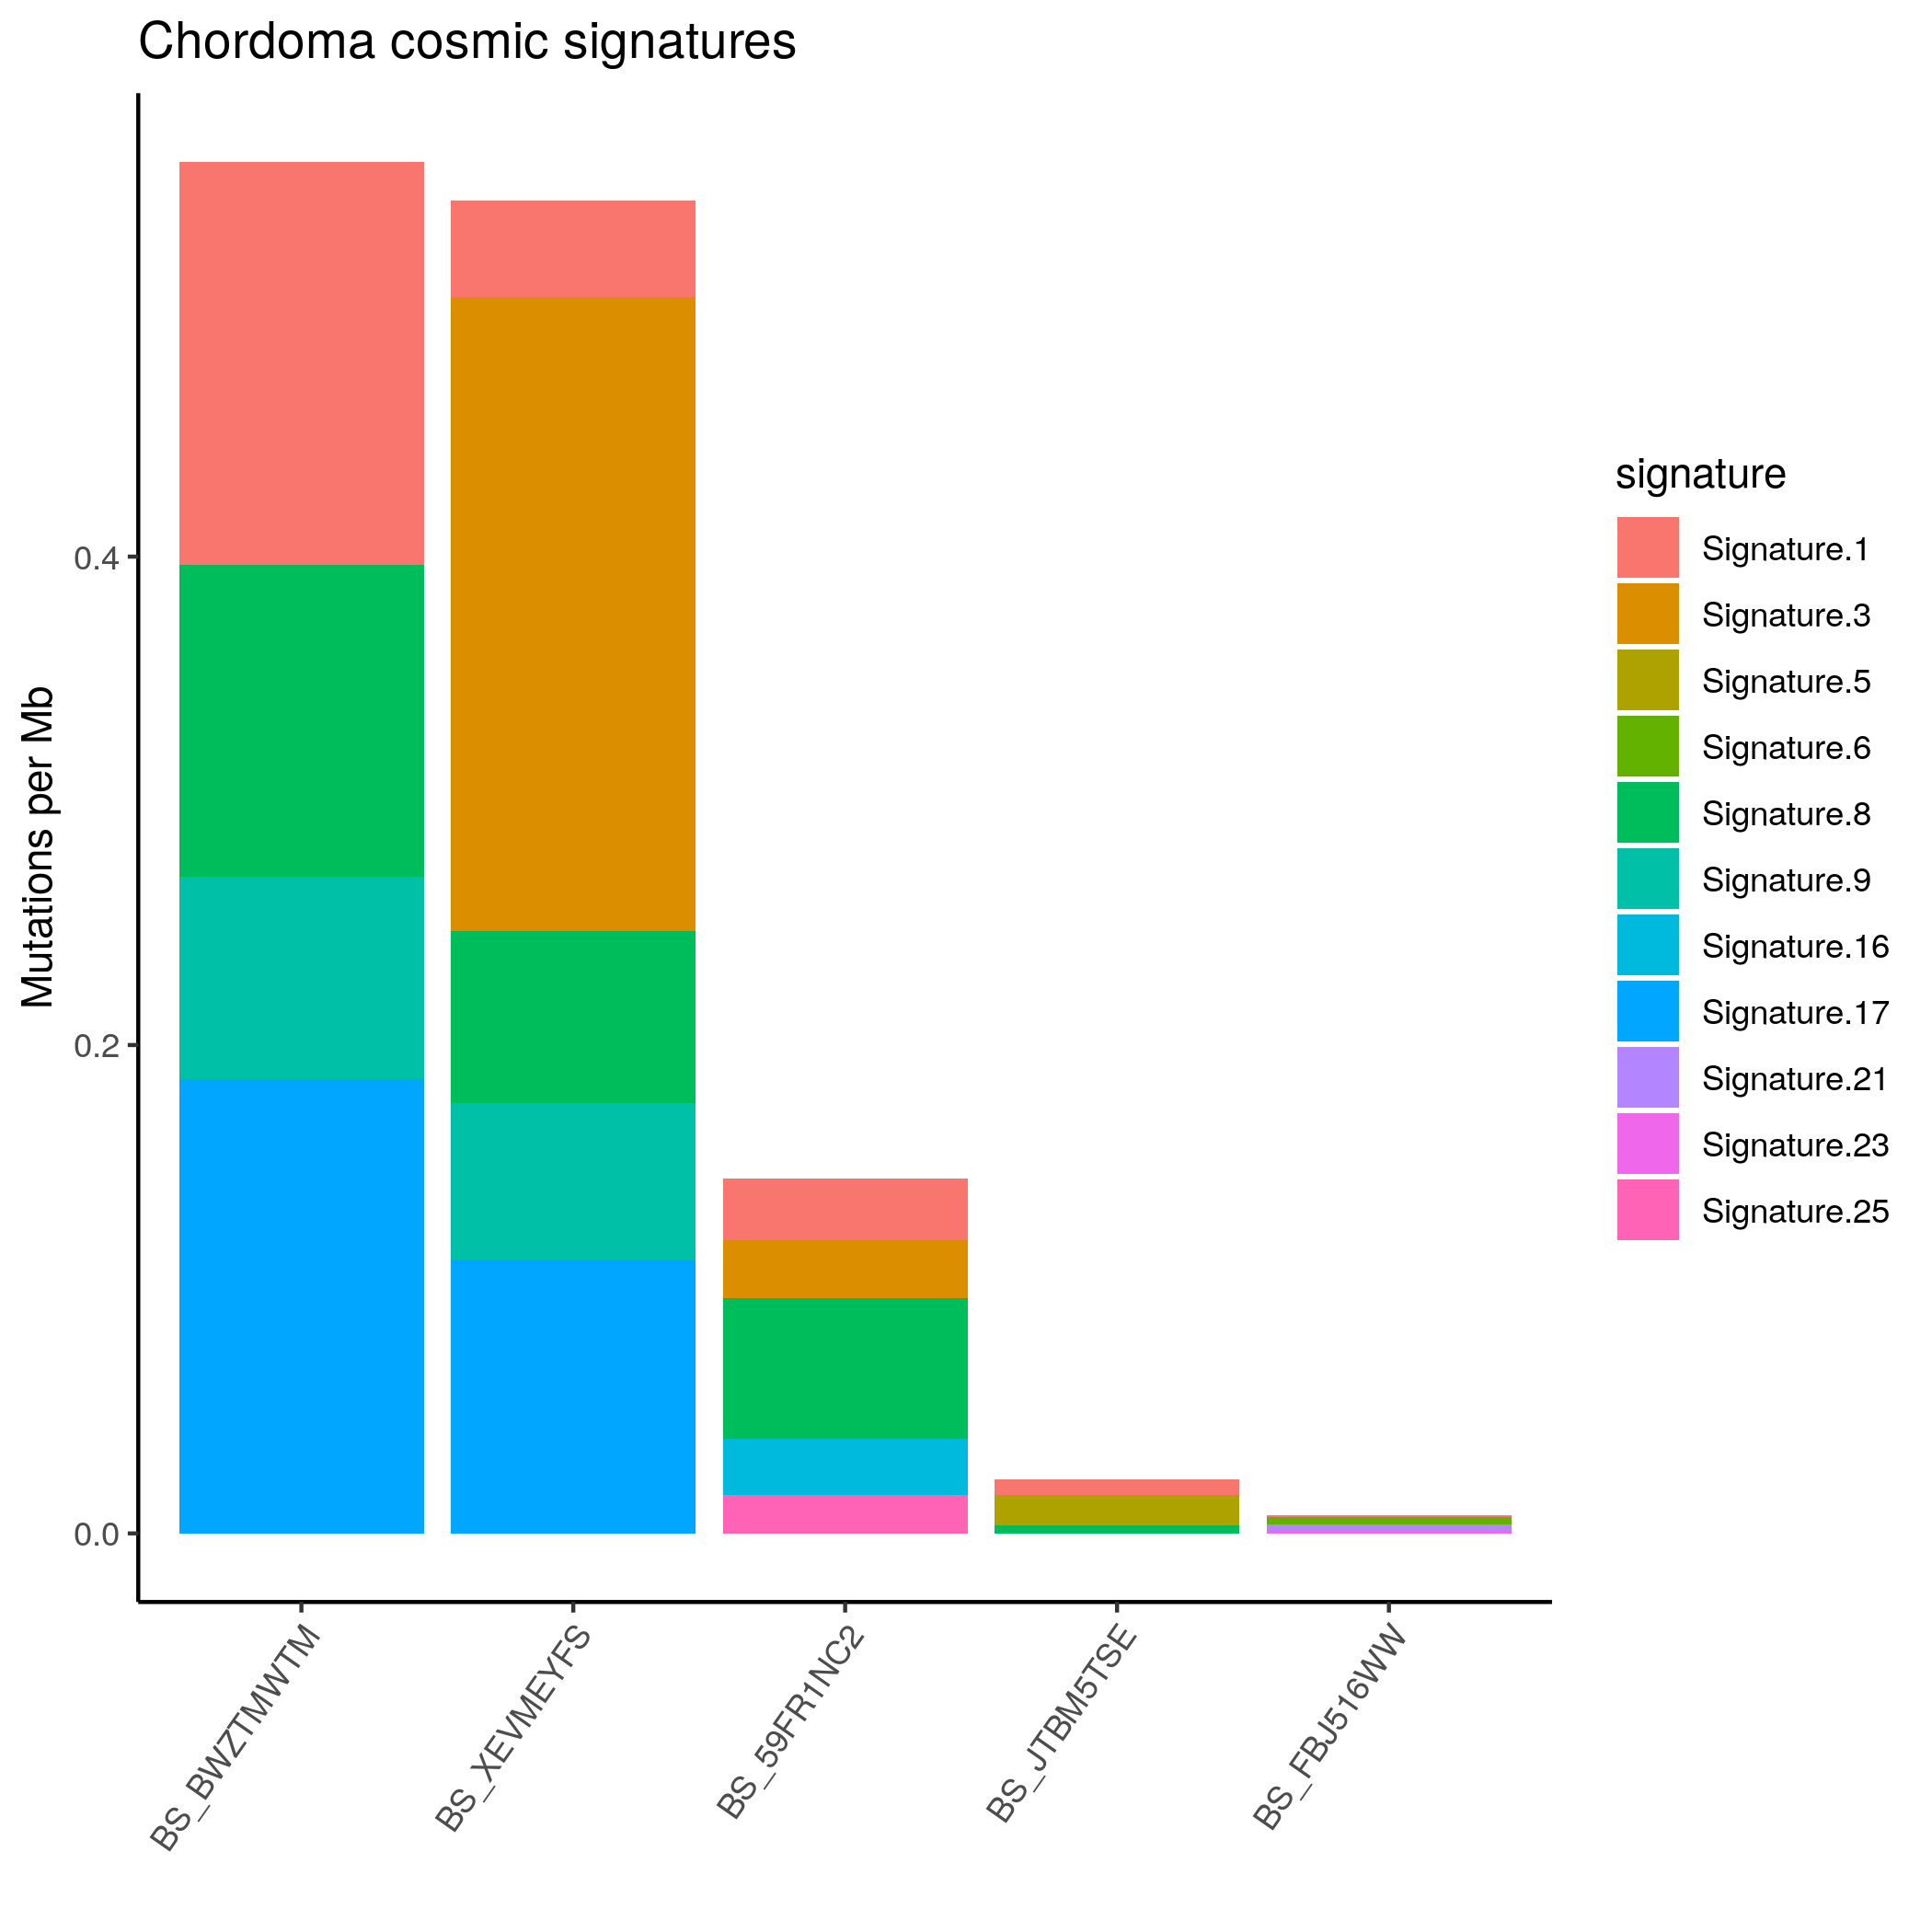 Chordoma cosmic signatures
Mutations per Mb
0.4
0.2
0.0
BS_BWZTMWTM
BS_XEVMEYFS
BS_59FR1NC2
BS_JTBM5TSE
BS_FBJ516WW
signature
Signature.1
Signature.3
Signature.5
Signature.6
Signature.8
Signature.9
Signature.16
Signature.17
Signature.21
Signature.23
Signature.25